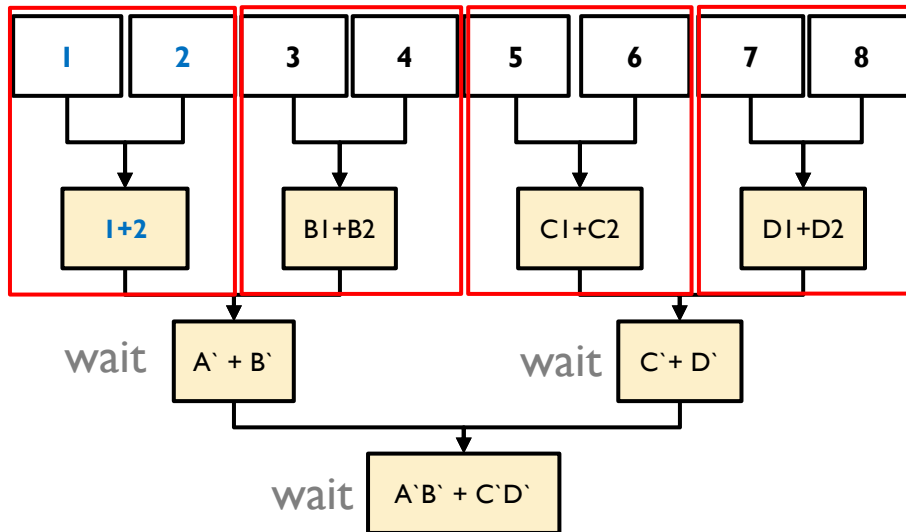 1 2 3 4 5 6 7 8
1+2 B1+B2 C1+C2 D1+D2
wait A` + B` wait C`+ D`
wait A`B` + C`D`